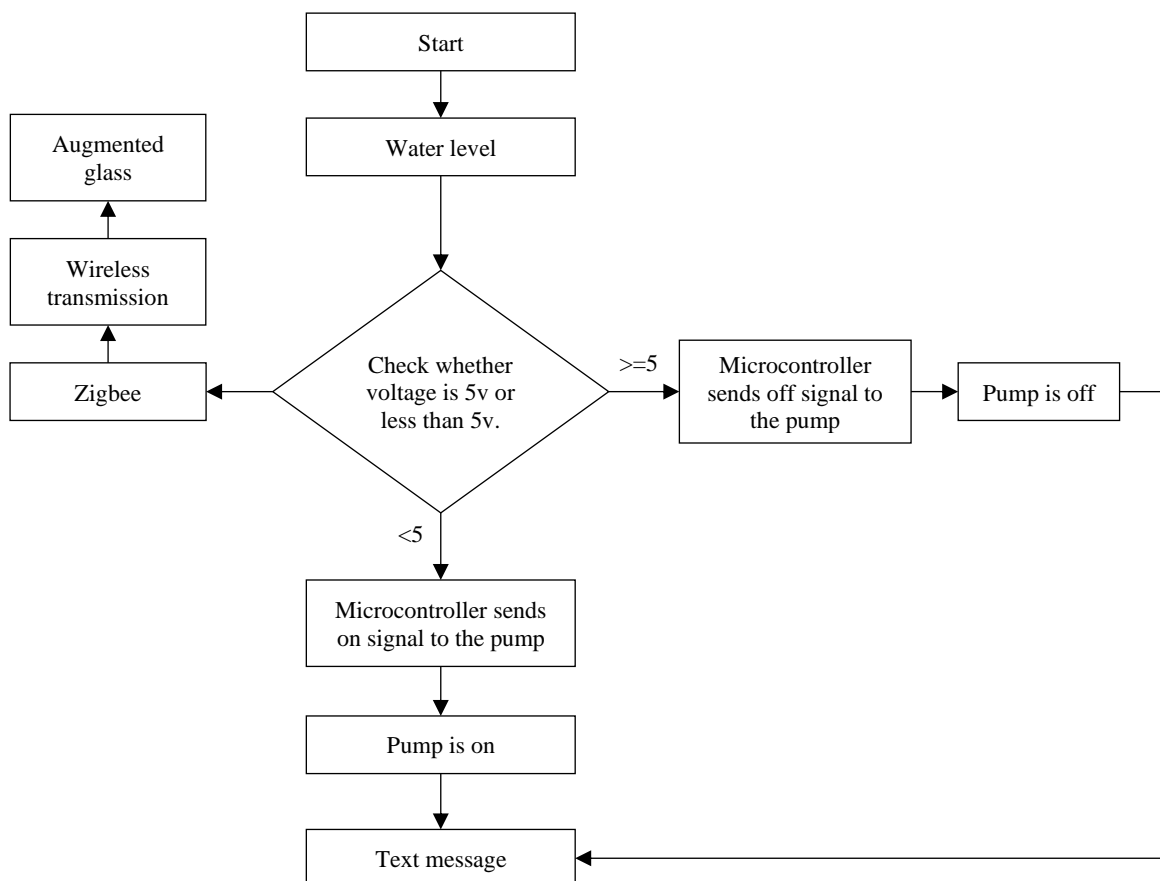 Start
Water level
Augmented
glass
Wireless
transmission
Zigbee
Check whether
voltage is 5v or
less than 5v.
>=5
Microcontroller
sends off signal to
the pump
Pump is off
<5
Microcontroller sends
on signal to the pump
Pump is on
Text message